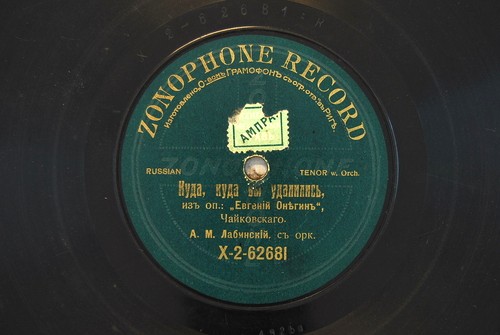 ZONOPHONE RECORD
Изготовлено О-вомъ ГРАМОФОНЪ съ огр. отв. въ РИГѢ.
АМПРА
RUSSIAN
TENOR w. Orch.
Куда, куда вы удалились,
изъ оп.: „Евгеній Онѣгинъ",
Чайковскаго.
А. М. Лабинскій, съ орк.
X-2-62681